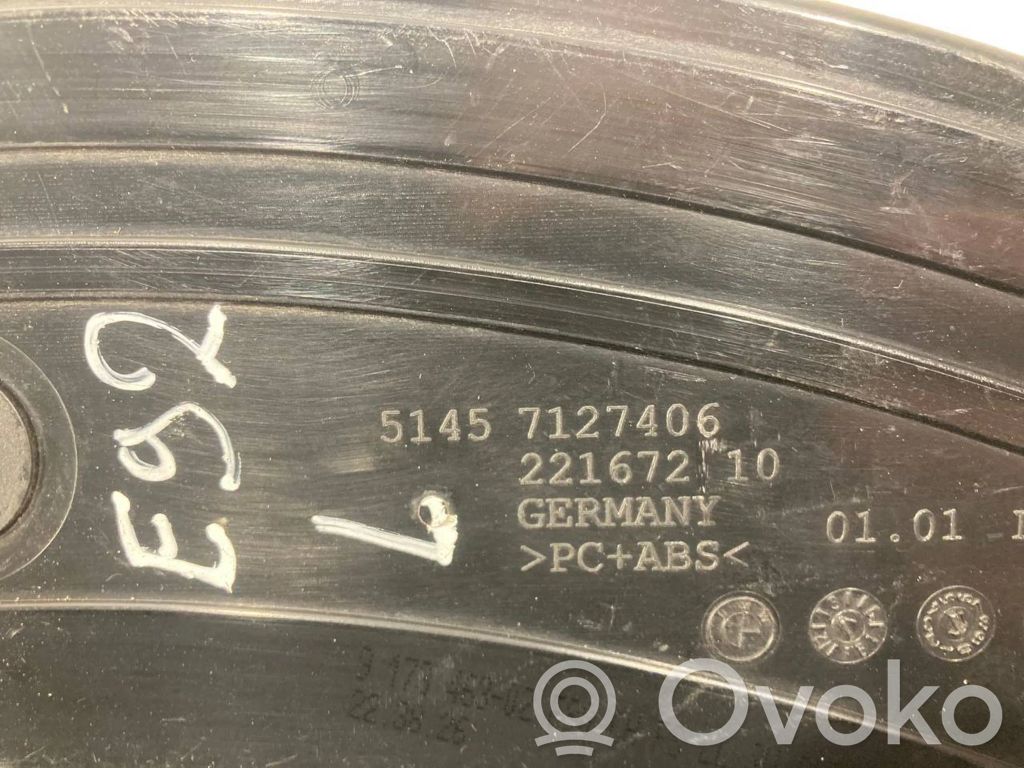 E92
L
5145 7127406
221672 10
GERMANY
>PC+ABS<
01.01
Ovoko